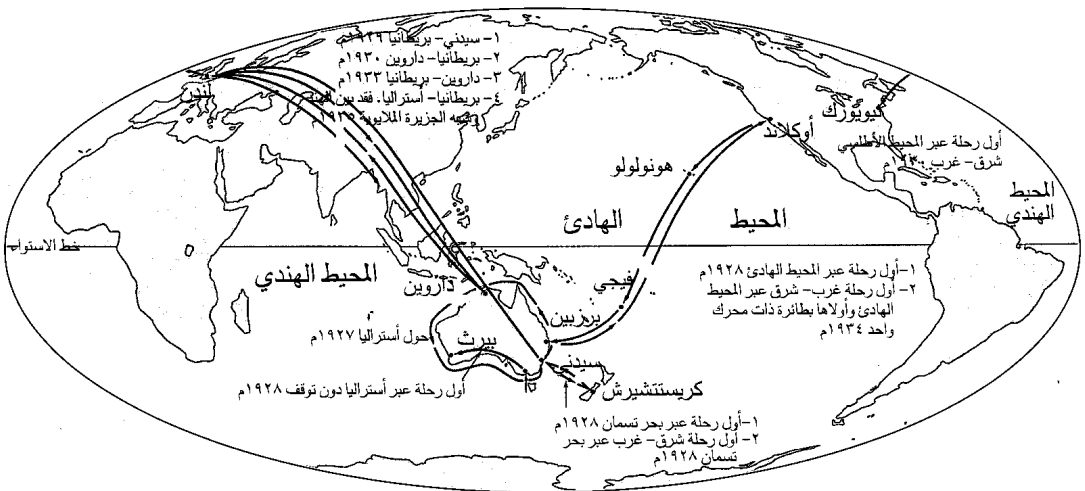 ١- سيدني- بريطانيا ١٩٢٩م
٢- بريطانيا- داروين ١٩٣٠م
٣- داروين- بريطانيا ١٩٣٣م
٤- بريطانيا- أستراليا. فقد بين الهند
وشبه الجزيرة الملايوية ١٩٣٥م
لندن
نيويورك
أوكلاند
أول رحلة عبر المحيط الأطلسي
شرق- غرب ١٩٣٠م
هونولولو
المحيط
الهندي
المحيط
الهادئ
خط الاستواء
المحيط الهندي
داروين
فيجي
بريزبين
١-أول رحلة عبر المحيط الهادئ ١٩٢٨م
٢- أول رحلة غرب- شرق عبر المحيط
الهادئ وأولاها بطائرة ذات محرك
واحد ١٩٣٤م
حول أستراليا ١٩٢٧م
بيرث
سيدني
أول رحلة عبر أستراليا دون توقف ١٩٢٨م
كريستتشيرش
١-أول رحلة عبر بحر تسمان ١٩٢٨م
٢- أول رحلة شرق- غرب عبر بحر
تسمان ١٩٢٨م